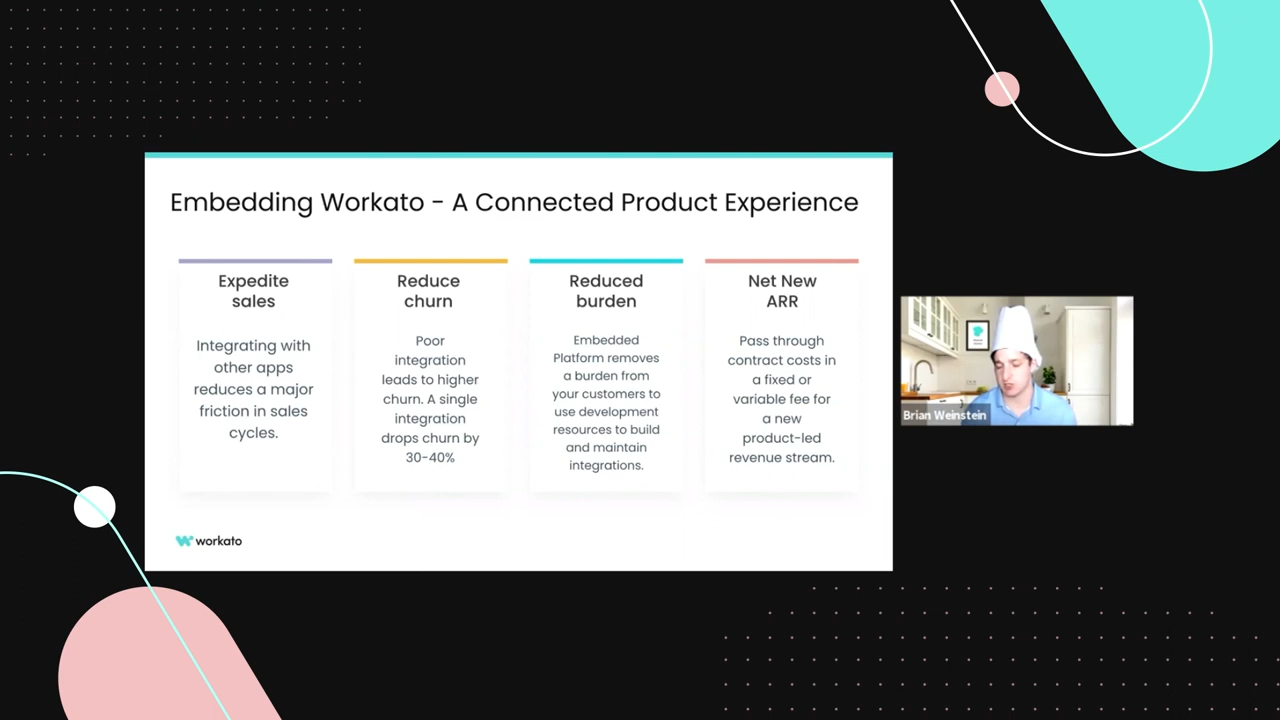 Embedding Workato - A Connected Product Experience
Expedite
sales
Integrating with
other apps
reduces a major
friction in sales
cycles.
Reduce
churn
Poor
integration
leads to higher
churn. A single
integration
drops churn by
30-40%
Reduced
burden
Embedded
Platform removes
a burden from
your customers to
use development
resources to build
and maintain
integrations.
Net New
ARR
Pass through
contract costs in
a fixed or
variable fee for
a new
product-led
revenue stream.
workato
Brian Weinstein